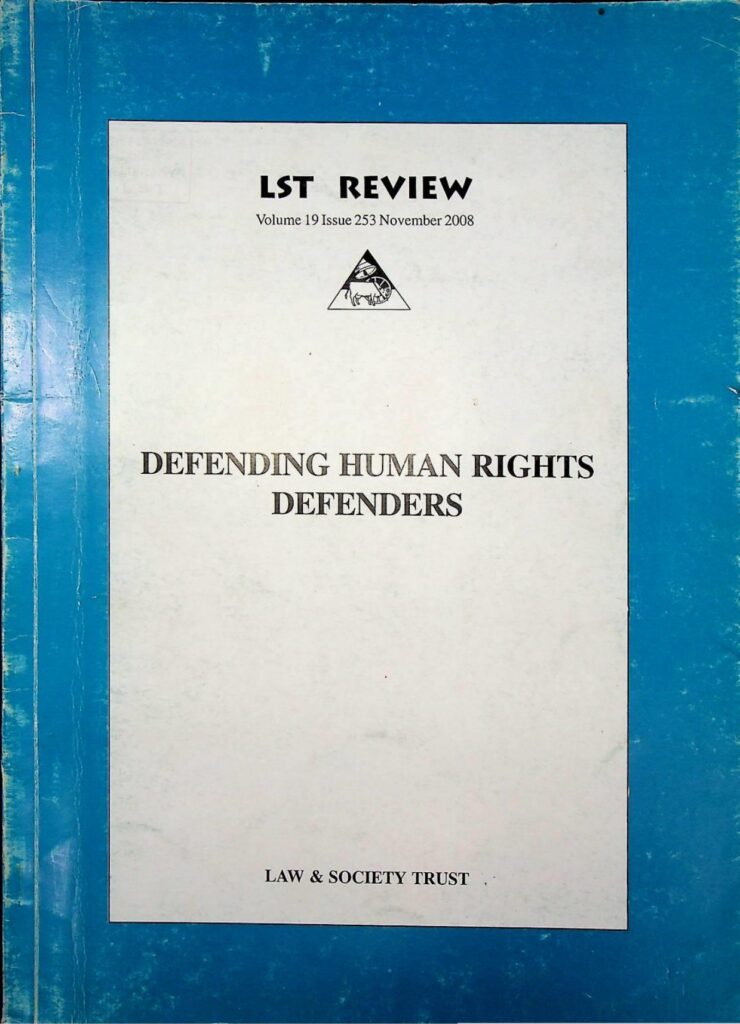 LST REVIEW
Volume 19 Issue 253 November 2008
DEFENDING HUMAN RIGHTS
DEFENDERS
LAW & SOCIETY TRUST